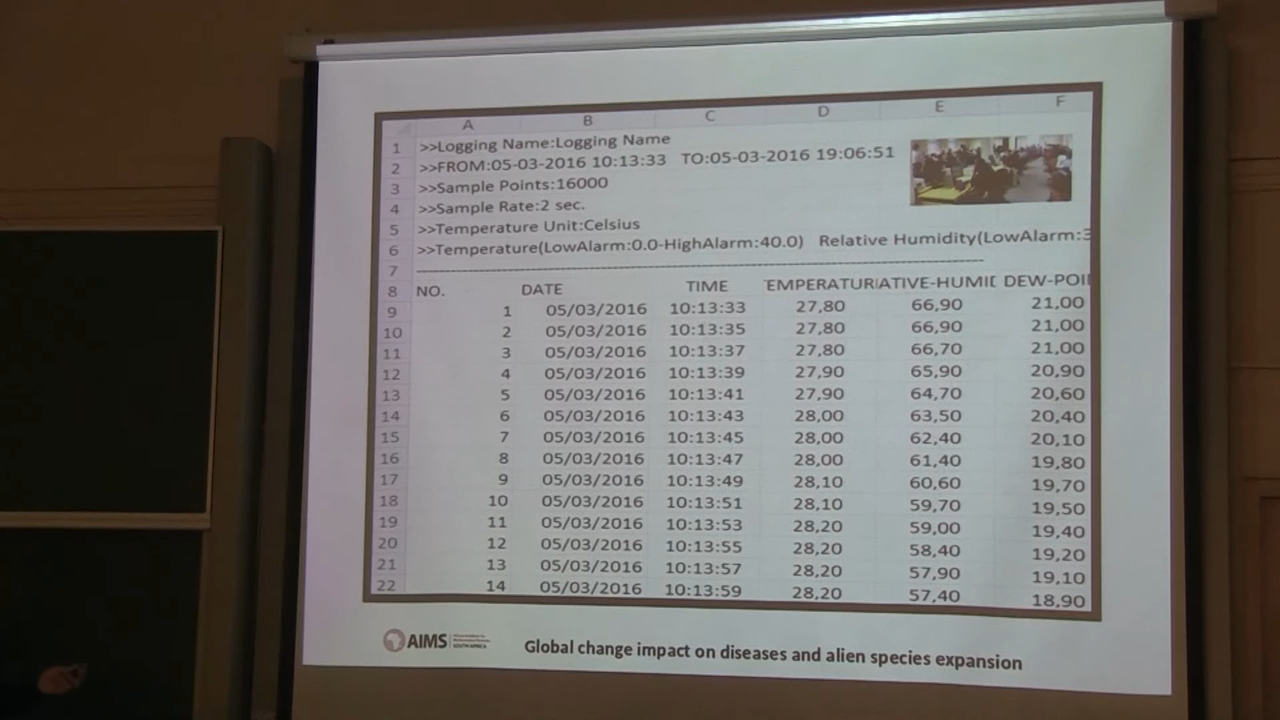 A B C D E F
1 >>Logging Name:Logging Name
2 >>FROM:05-03-2016 10:13:33 TO:05-03-2016 19:06:51
3 >>Sample Points:16000
4 >>Sample Rate:2 sec.
5 >>Temperature Unit:Celsius
6 >>Temperature(LowAlarm:0.0-HighAlarm:40.0) Relative Humidity(LowAlarm:3
7 --------------------------------------------------------------------------------
8 NO. DATE TIME EMPERATUR ATIVE-HUMI DEW-POI
9 1 05/03/2016 10:13:33 27,80 66,90 21,00
10 2 05/03/2016 10:13:35 27,80 66,90 21,00
11 3 05/03/2016 10:13:37 27,80 66,70 21,00
12 4 05/03/2016 10:13:39 27,90 65,90 20,90
13 5 05/03/2016 10:13:41 27,90 64,70 20,60
14 6 05/03/2016 10:13:43 28,00 63,50 20,40
15 7 05/03/2016 10:13:45 28,00 62,40 20,10
16 8 05/03/2016 10:13:47 28,00 61,40 19,80
17 9 05/03/2016 10:13:49 28,10 60,60 19,70
18 10 05/03/2016 10:13:51 28,10 59,70 19,50
19 11 05/03/2016 10:13:53 28,20 59,00 19,40
20 12 05/03/2016 10:13:55 28,20 58,40 19,20
21 13 05/03/2016 10:13:57 28,20 57,90 19,10
22 14 05/03/2016 10:13:59 28,20 57,40 18,90
AIMS
SOUTH AFRICA
Global change impact on diseases and alien species expansion